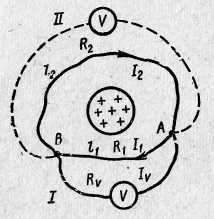 II V
R₂
l₂ I₂
+ +
+ + +
+ +
A
B
l₁ R₁ I₁
I Rᵥ Iᵥ
V